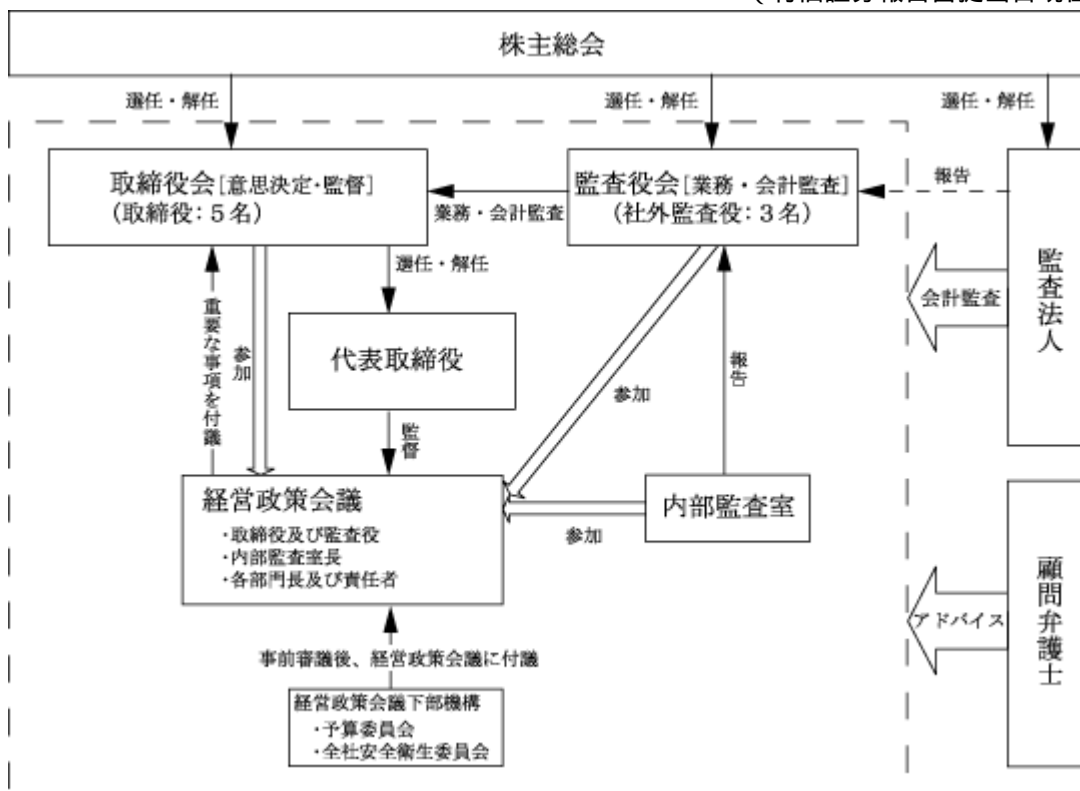 株主総会
選任・解任
選任・解任
選任・解任
取締役会[意思決定・監督]
(取締役：５名)
業務・会計監査
監査役会[業務・会計監査]
(社外監査役：３名)
報告
監査法人
会計監査
選任・解任
重要な事項を付議
参加
代表取締役
監督
参加
報告
経営政策会議
・取締役及び監査役
・内部監査室長
・各部門長及び責任者
参加
内部監査室
顧問弁護士
アドバイス
事前審議後、経営政策会議に付議
経営政策会議下部機構
・予算委員会
・全社安全衛生委員会